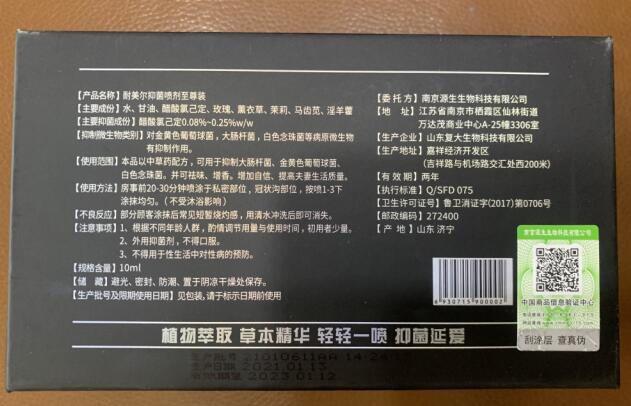 【产品名称】耐美尔抑菌喷剂至尊装
【主要成份】水、甘油、醋酸氯己定、玫瑰、薰衣草、茉莉、马齿苋、淫羊藿
【主要抑菌成份】醋酸氯己定0.08%~0.25%w/w
【抑制微生物类别】对金黄色葡萄球菌，大肠杆菌，白色念珠菌等病原微生物
有抑制作用。
【使用范围】本品以中草药配方，可用于抑制大肠杆菌、金黄色葡萄球菌、
白色念珠菌。并可祛味、增香。增加自信、提高夫妻生活质量。
【使用方法】房事前20-30分钟喷涂于私密部位，冠状沟部位，按喷1-3下
涂抹均匀。（不受沐浴影响）
【不良反应】部分顾客涂抹后常见短暂烧灼感，用清水冲洗后即可消失。
【注意事项】1、根据不同年龄人群，酌情调节用量与使用时间，初用者少量。
2、外用抑菌剂，不得口服。
3、不得用于性生活中对性病的预防。
【规格含量】10ml
【储 藏】避光、密封、防潮、置于阴凉干燥处保存。
【生产批号及限期使用日期】见包装,请于标示日期前使用
【委 托 方】南京源生生物科技有限公司
【地 址】江苏省南京市栖霞区仙林街道
万达茂商业中心A-25幢3306室
【生产企业】山东复大生物科技有限公司
【生产地址】嘉祥经济开发区
（吉祥路与机场路交汇处西200米）
【有 效 期】两年
【执行标准】Q/SFD 075
【卫生许可证号】鲁卫消证字(2017)第0706号
【邮政编码】272400
【产 地】山东 济宁
6 930715 900002
中国商品信息验证中心
刮涂层 查真伪
植物萃取 草本精华 轻轻一喷 抑菌延爱
生产批号 21010611AA 14:24
生产日期 2021.01.13
有效期至 2023.01.12